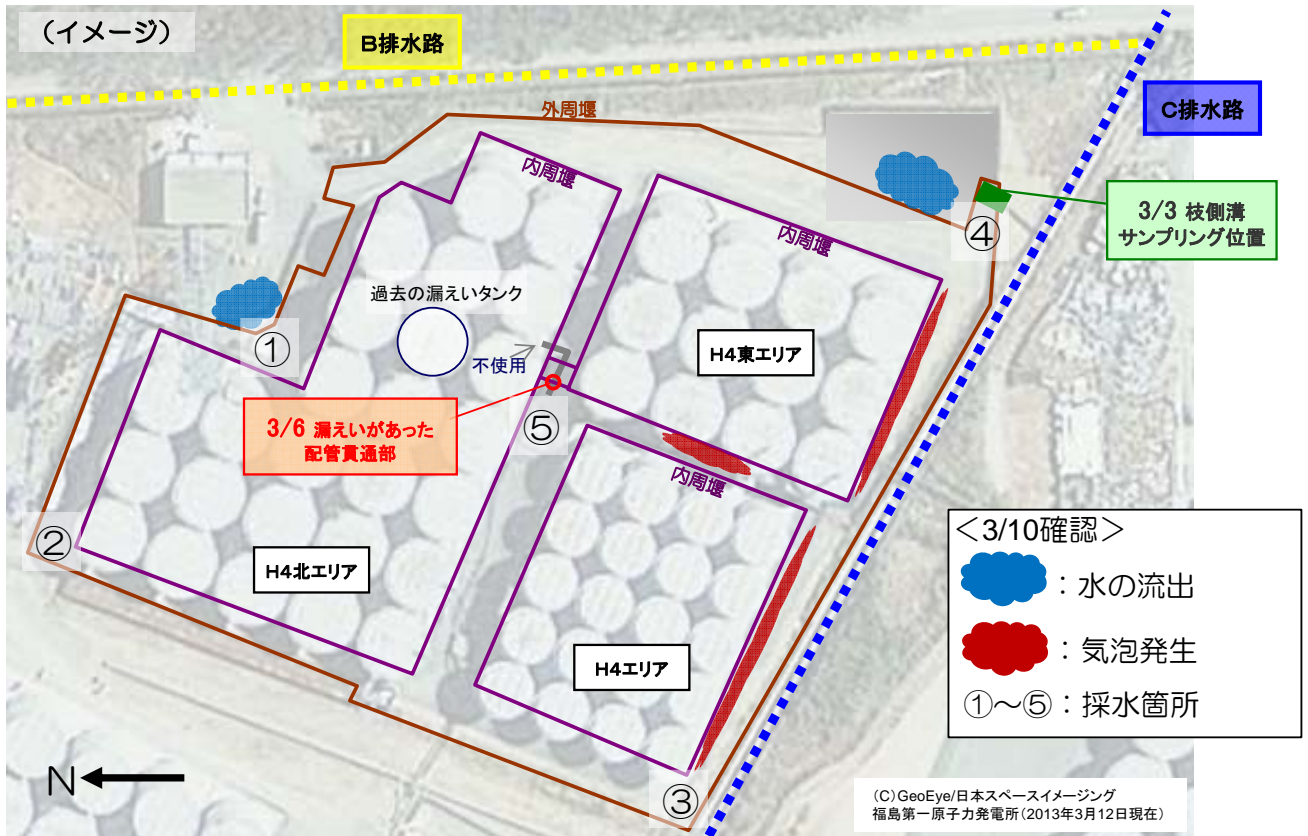 （イメージ）
B排水路
外周堰
C排水路
内周堰
内周堰
3/3 枝側溝
サンプリング位置
④
過去の漏えいタンク
①
不使用
H4東エリア
3/6 漏えいがあった
配管貫通部
⑤
内周堰
②
H4北エリア
H4エリア
＜3/10確認＞
：水の流出
：気泡発生
①～⑤：採水箇所
N
③
(C)GeoEye/日本スペースイメージング
福島第一原子力発電所(2013年3月12日現在)